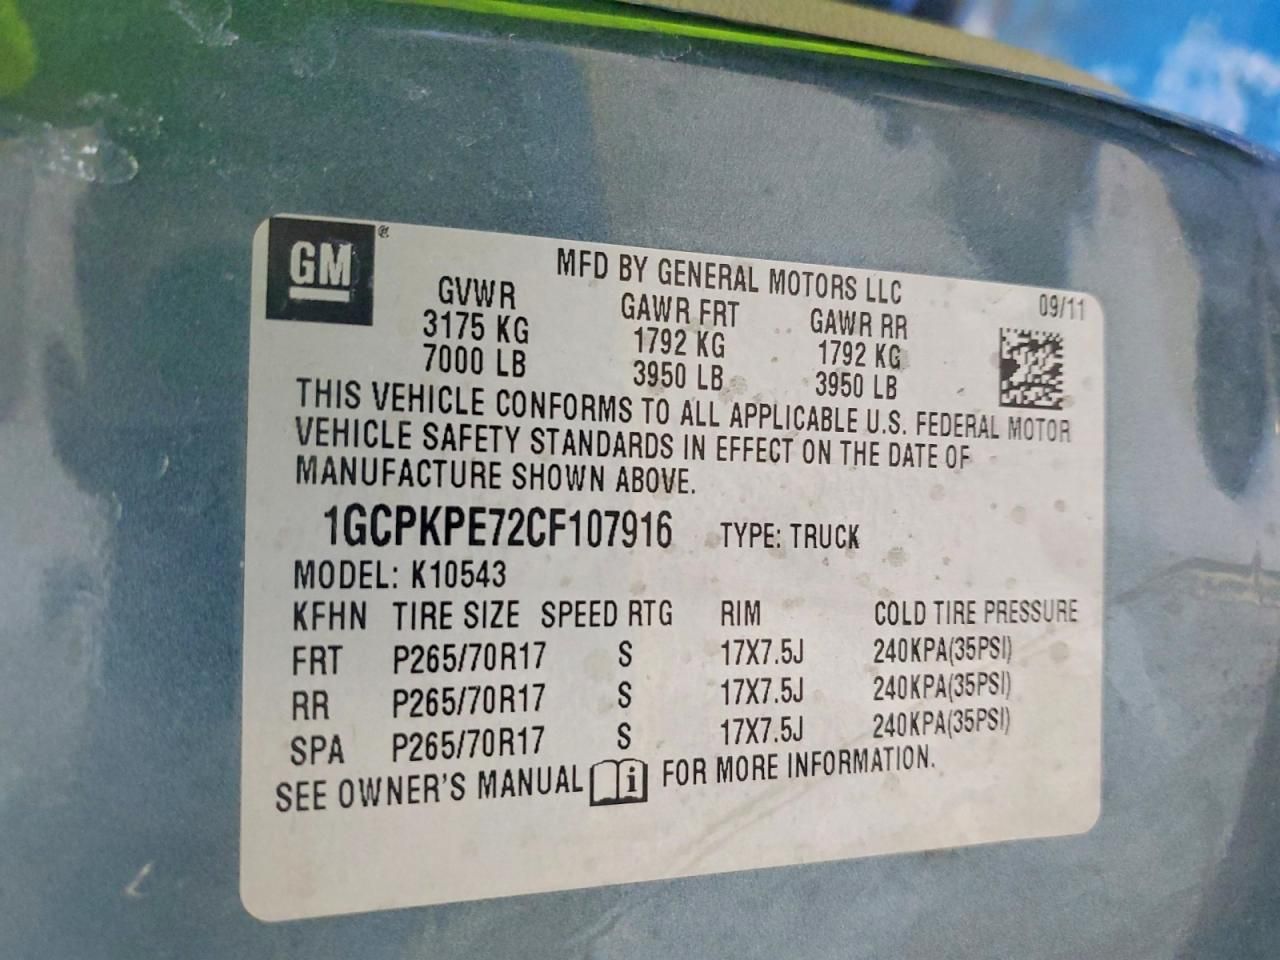 GM®
MFD BY GENERAL MOTORS LLC
09/11
GVWR GAWR FRT GAWR RR
3175 KG 1792 KG 1792 KG
7000 LB 3950 LB 3950 LB
THIS VEHICLE CONFORMS TO ALL APPLICABLE U.S. FEDERAL MOTOR
VEHICLE SAFETY STANDARDS IN EFFECT ON THE DATE OF
MANUFACTURE SHOWN ABOVE.
1GCPKPE72CF107916 TYPE: TRUCK
MODEL: K10543
KFHN TIRE SIZE SPEED RTG RIM COLD TIRE PRESSURE
FRT P265/70R17 S 17X7.5J 240KPA(35PSI)
RR P265/70R17 S 17X7.5J 240KPA(35PSI)
SPA P265/70R17 S 17X7.5J 240KPA(35PSI)
SEE OWNER'S MANUAL i FOR MORE INFORMATION.